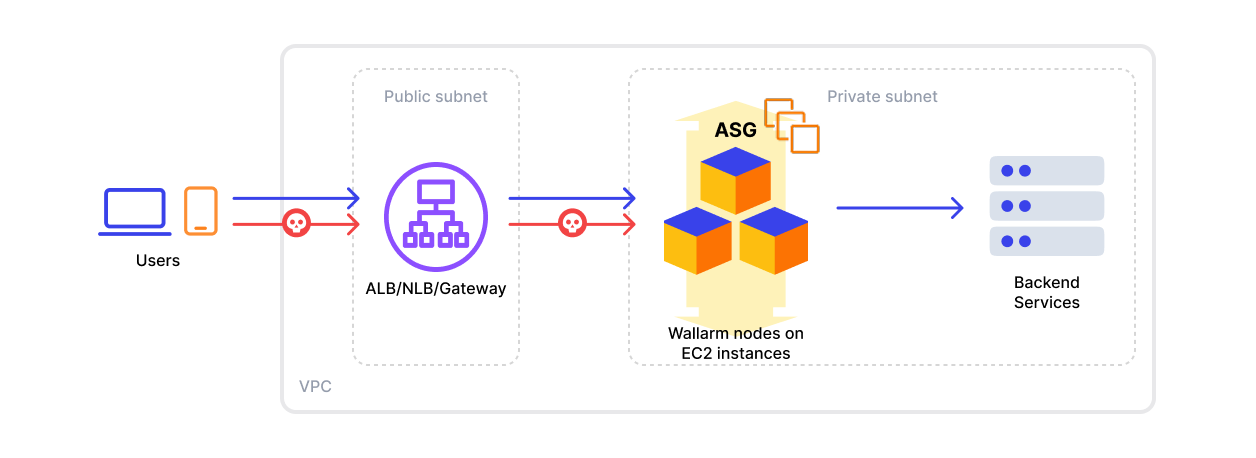 Public subnet
Private subnet
ASG
Users
ALB/NLB/Gateway
Backend
Services
Wallarm nodes on
EC2 instances
VPC